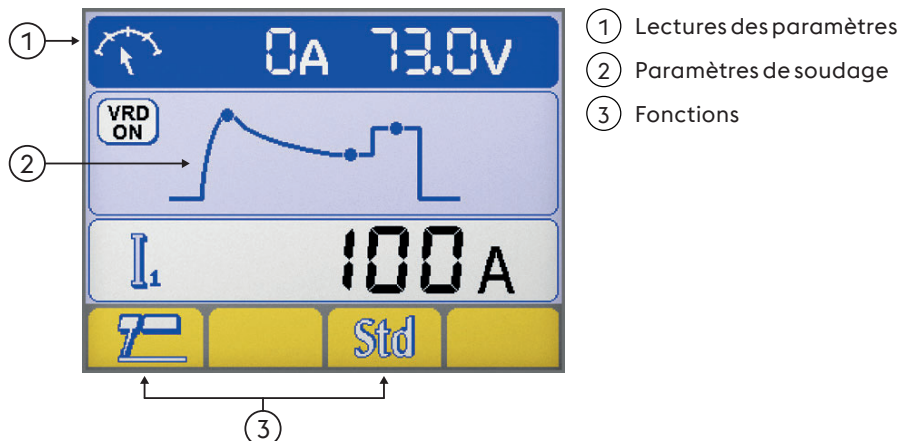 1
0A 73.0V
VRD
ON
2
I1 100A
Std
3
1 Lectures des paramètres
2 Paramètres de soudage
3 Fonctions